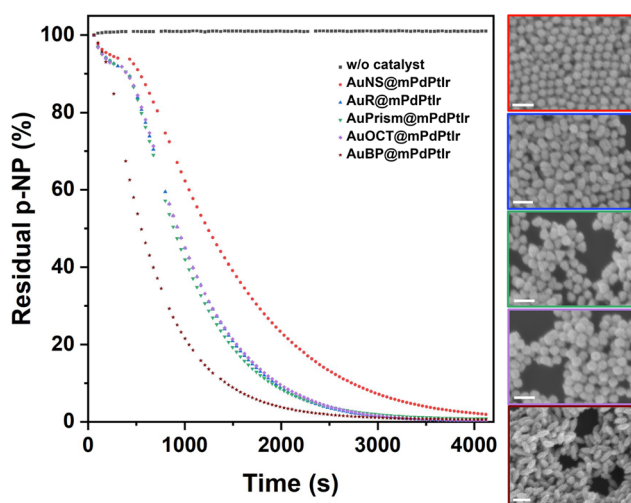 Residual p-NP (%)
100
80
60
40
20
0
w/o catalyst
AuNS@mPdPtIr
AuR@mPdPtIr
AuPrism@mPdPtIr
AuOCT@mPdPtIr
AuBP@mPdPtIr
0 1000 2000 3000 4000
Time (s)